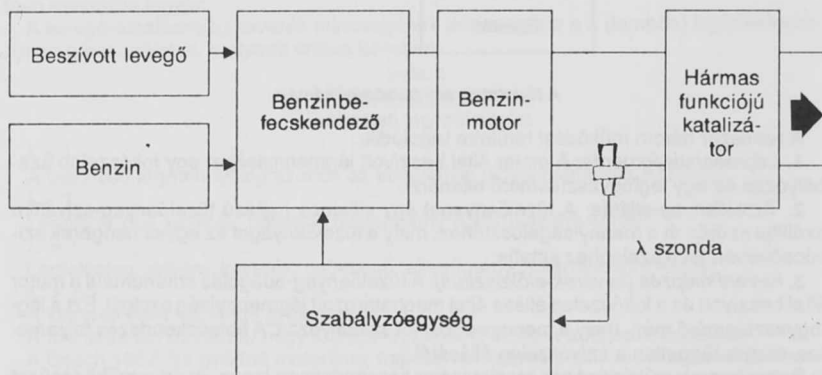 Beszívott levegő
Benzin
Benzinbe-
fecskendező
Benzin-
motor
Hármas
funkciójú
katalizá-
tor
λ szonda
Szabályzóegység